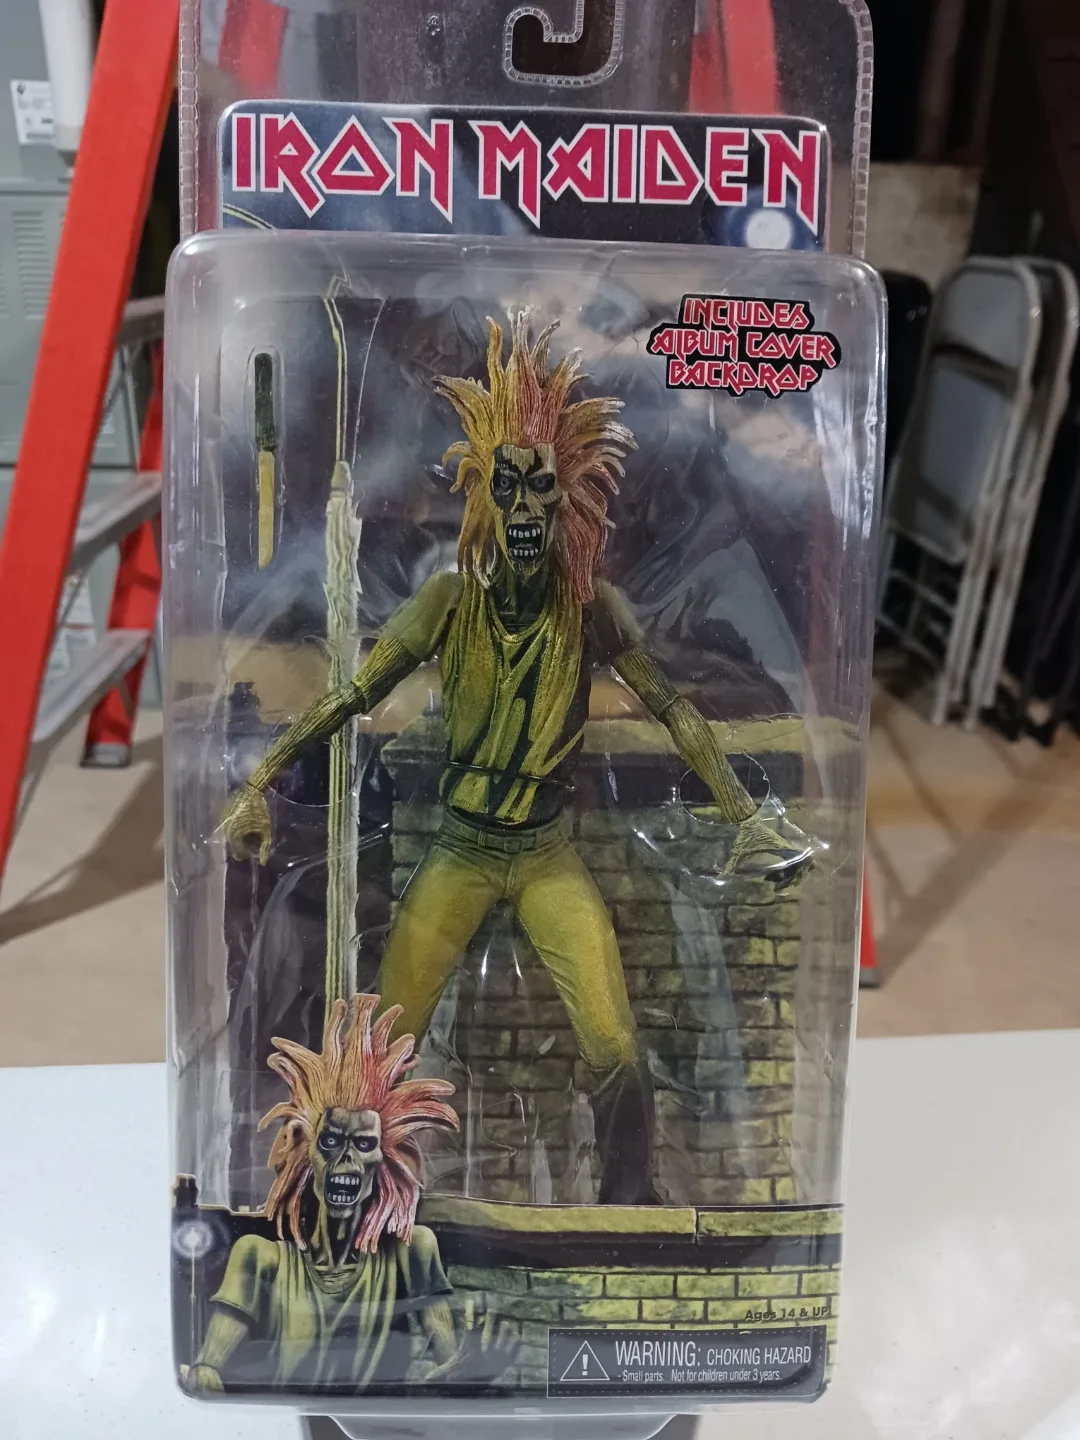 IRON MAIDEN
INCLUDES
ALBUM COVER
BACKDROP
Ages 14 & UP
WARNING: CHOKING HAZARD
- Small parts. Not for children under 3 years.